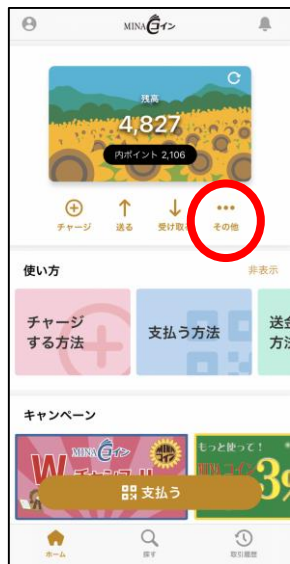 MINAコイン
残高
4,827
内ポイント 2,106
チャージ
送る
受け取
その他
使い方
非表示
チャージ
する方法
支払う方法
送金
方法
キャンペーン
MINAコイン
もっと使って!
3%
支払う
ホーム
探す
取引履歴